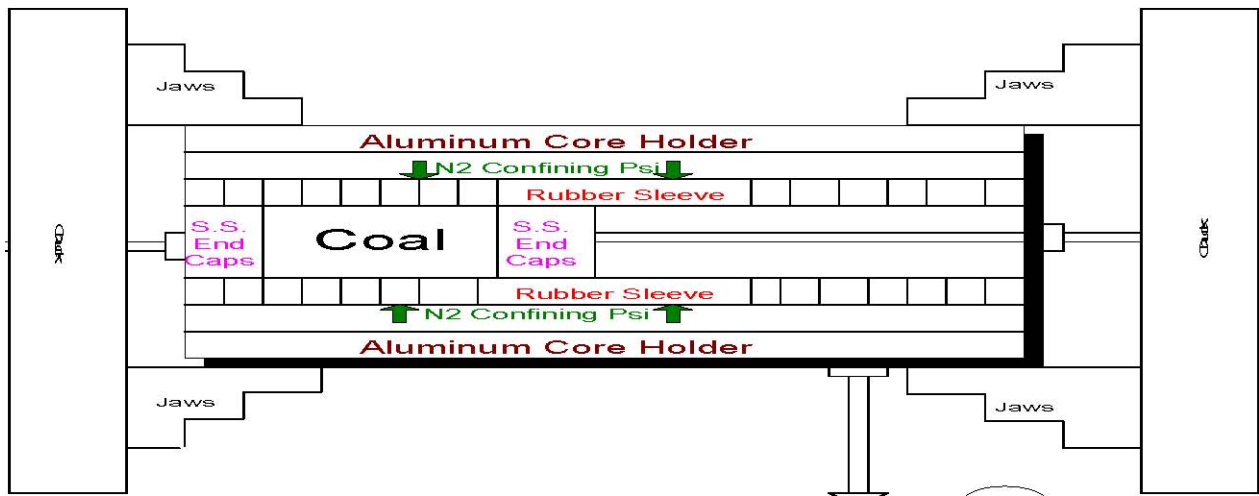 Jaws
Jaws
Aluminum Core Holder
N2 Confining Psi
Rubber Sleeve
S.S.
End
Caps
Coal
S.S.
End
Caps
Rubber Sleeve
N2 Confining Psi
Aluminum Core Holder
Jaws
Jaws